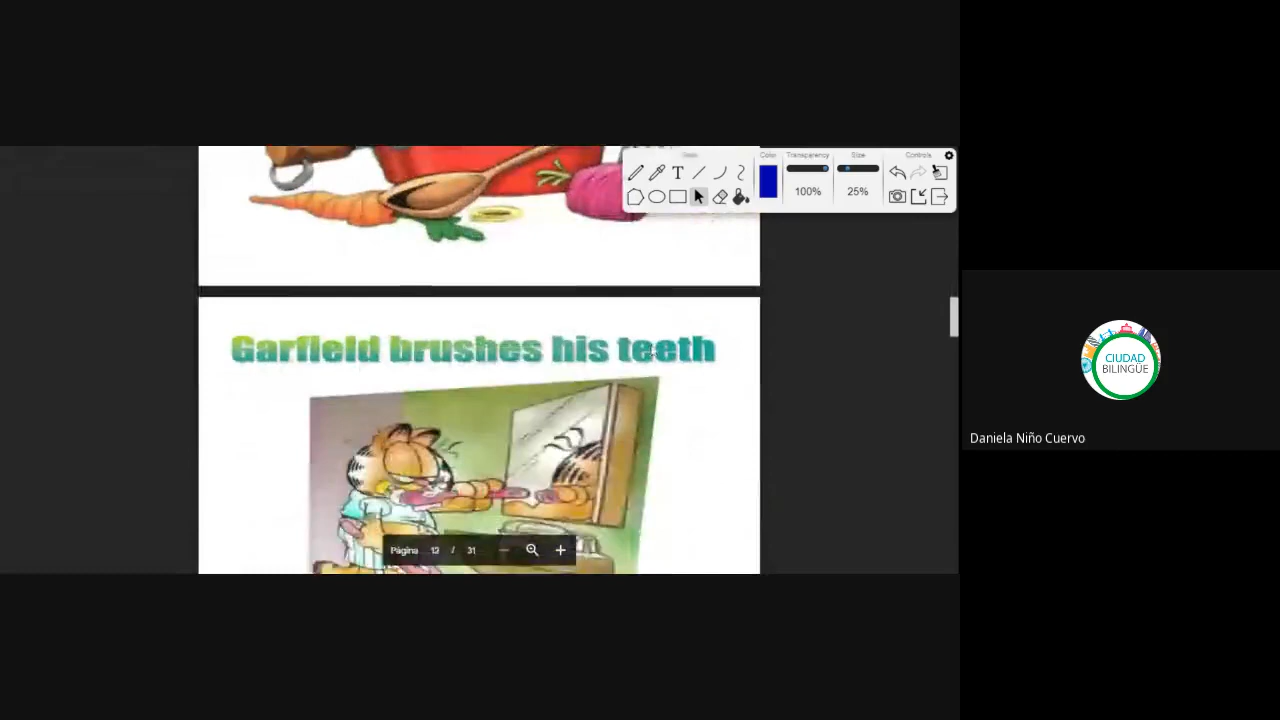 Color
Transparency
Size
Controls
T
100%
25%
Garfield brushes his teeth
CIUDAD
BILINGÜE
Daniela Niño Cuervo
Página 12 / 31